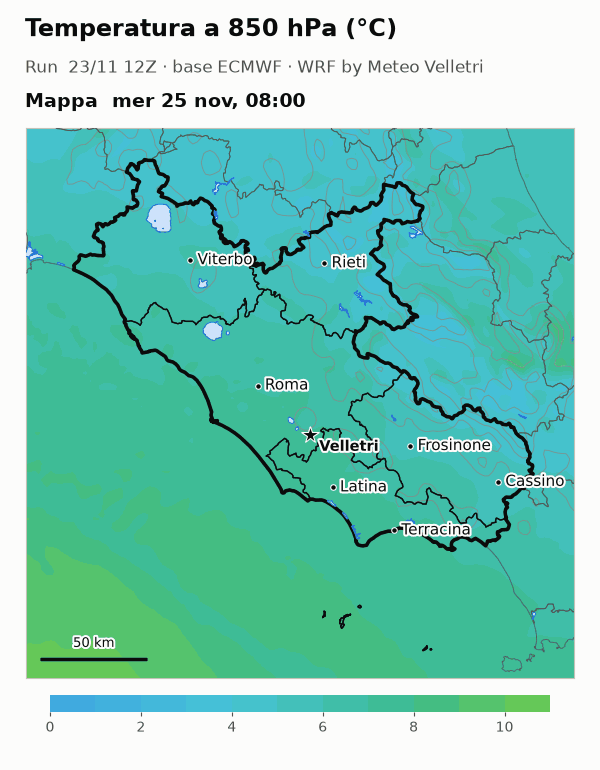 Temperatura a 850 hPa (°C)
Run  23/11 12Z · base ECMWF · WRF by Meteo Velletri
Mappa  mer 25 nov, 08:00
Viterbo
Rieti
Roma
Velletri
Frosinone
Cassino
Latina
Terracina
50 km
0 2 4 6 8 10